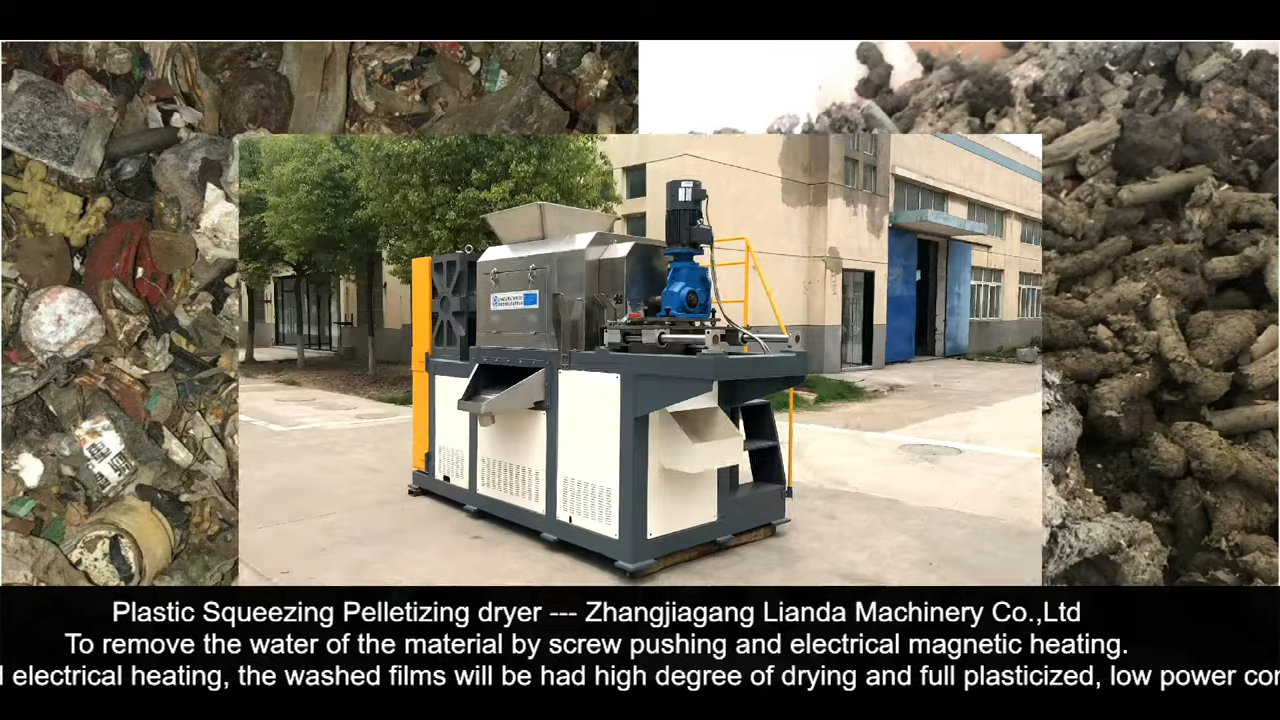 Plastic Squeezing Pelletizing dryer --- Zhangjiagang Lianda Machinery Co.,Ltd
To remove the water of the material by screw pushing and electrical magnetic heating.
electrical heating, the washed films will be had high degree of drying and full plasticized, low power